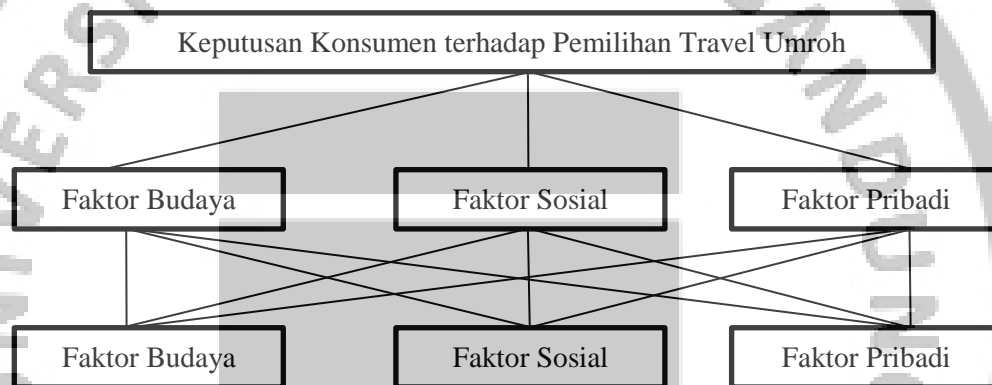 Keputusan Konsumen terhadap Pemilihan Travel Umroh
Faktor Budaya
Faktor Sosial
Faktor Pribadi
Faktor Budaya
Faktor Sosial
Faktor Pribadi